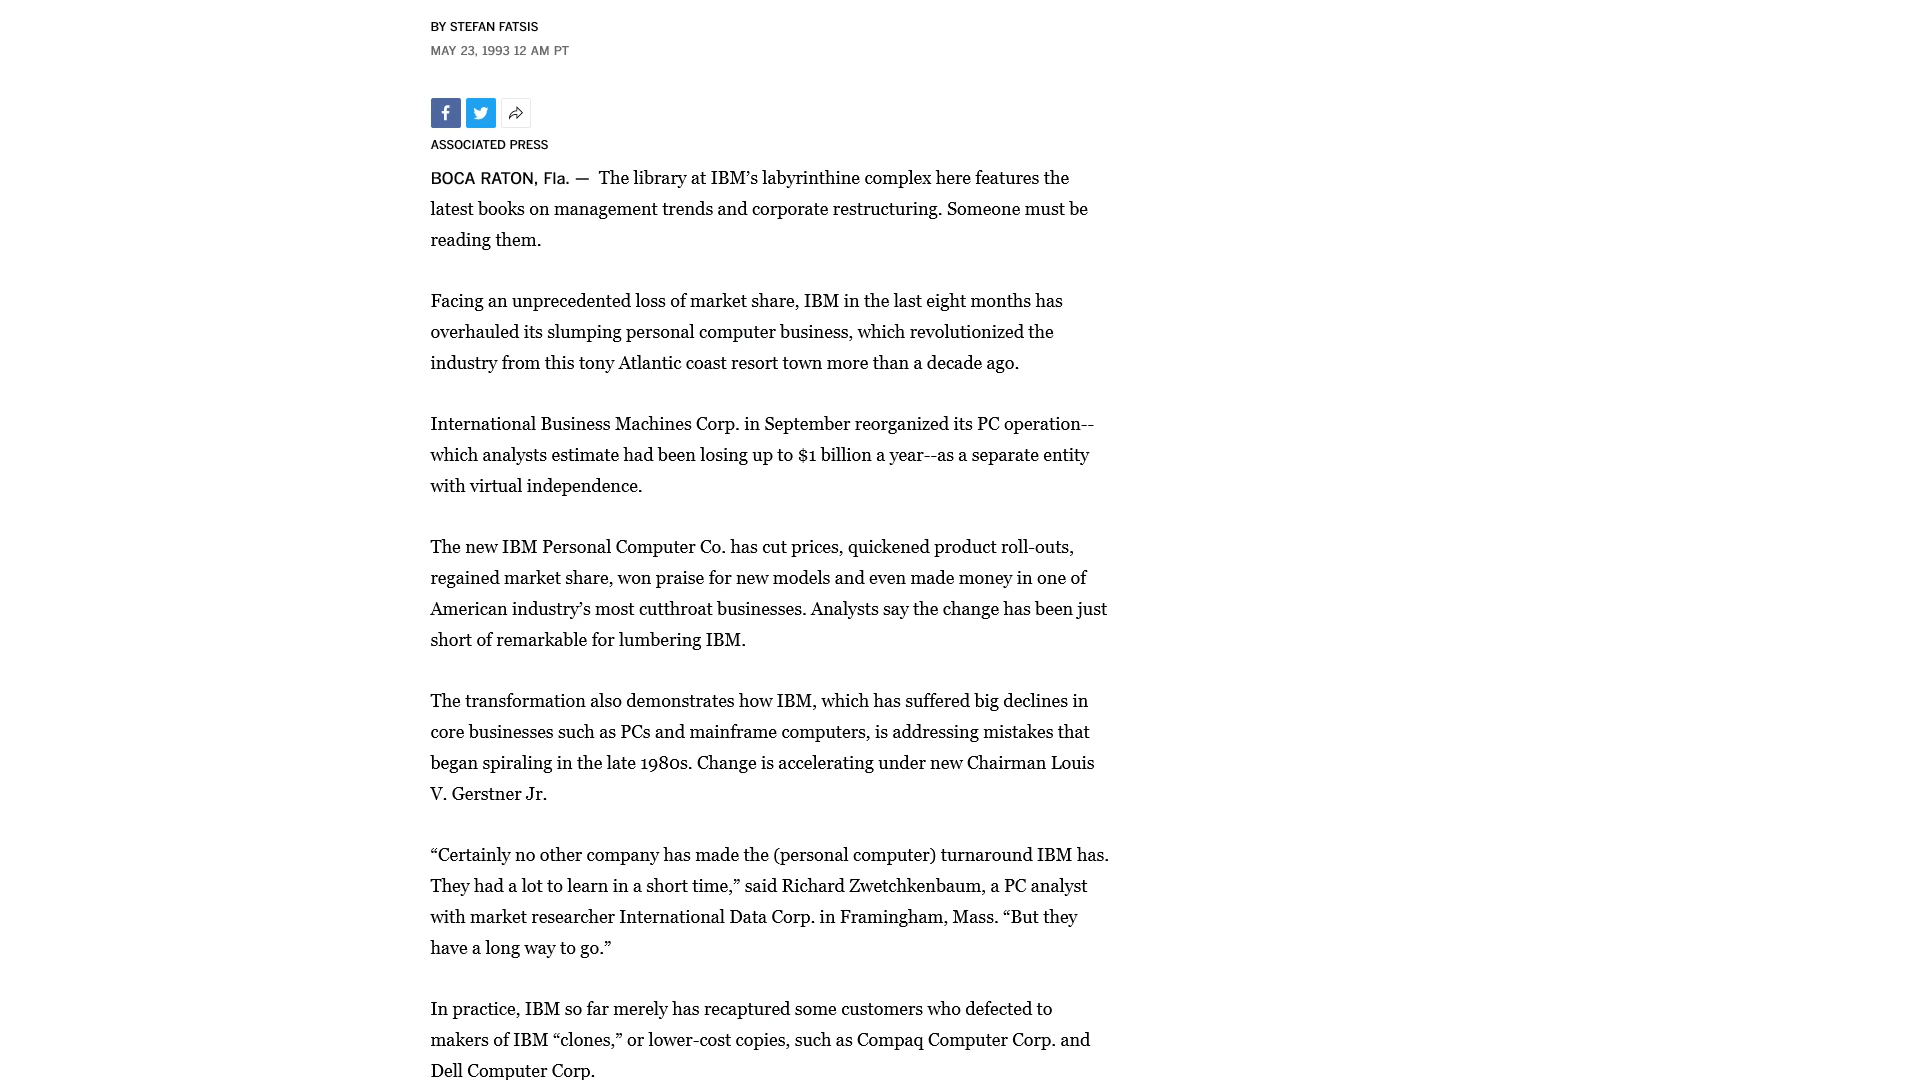 BY STEFAN FATSIS
MAY 23, 1993 12 AM PT
ASSOCIATED PRESS
BOCA RATON, Fla. — The library at IBM’s labyrinthine complex here features the
latest books on management trends and corporate restructuring. Someone must be
reading them.
Facing an unprecedented loss of market share, IBM in the last eight months has
overhauled its slumping personal computer business, which revolutionized the
industry from this tony Atlantic coast resort town more than a decade ago.
International Business Machines Corp. in September reorganized its PC operation--
which analysts estimate had been losing up to $1 billion a year--as a separate entity
with virtual independence.
The new IBM Personal Computer Co. has cut prices, quickened product roll-outs,
regained market share, won praise for new models and even made money in one of
American industry’s most cutthroat businesses. Analysts say the change has been just
short of remarkable for lumbering IBM.
The transformation also demonstrates how IBM, which has suffered big declines in
core businesses such as PCs and mainframe computers, is addressing mistakes that
began spiraling in the late 1980s. Change is accelerating under new Chairman Louis
V. Gerstner Jr.
“Certainly no other company has made the (personal computer) turnaround IBM has.
They had a lot to learn in a short time,” said Richard Zwetchkenbaum, a PC analyst
with market researcher International Data Corp. in Framingham, Mass. “But they
have a long way to go.”
In practice, IBM so far merely has recaptured some customers who defected to
makers of IBM “clones,” or lower-cost copies, such as Compaq Computer Corp. and
Dell Computer Corp.